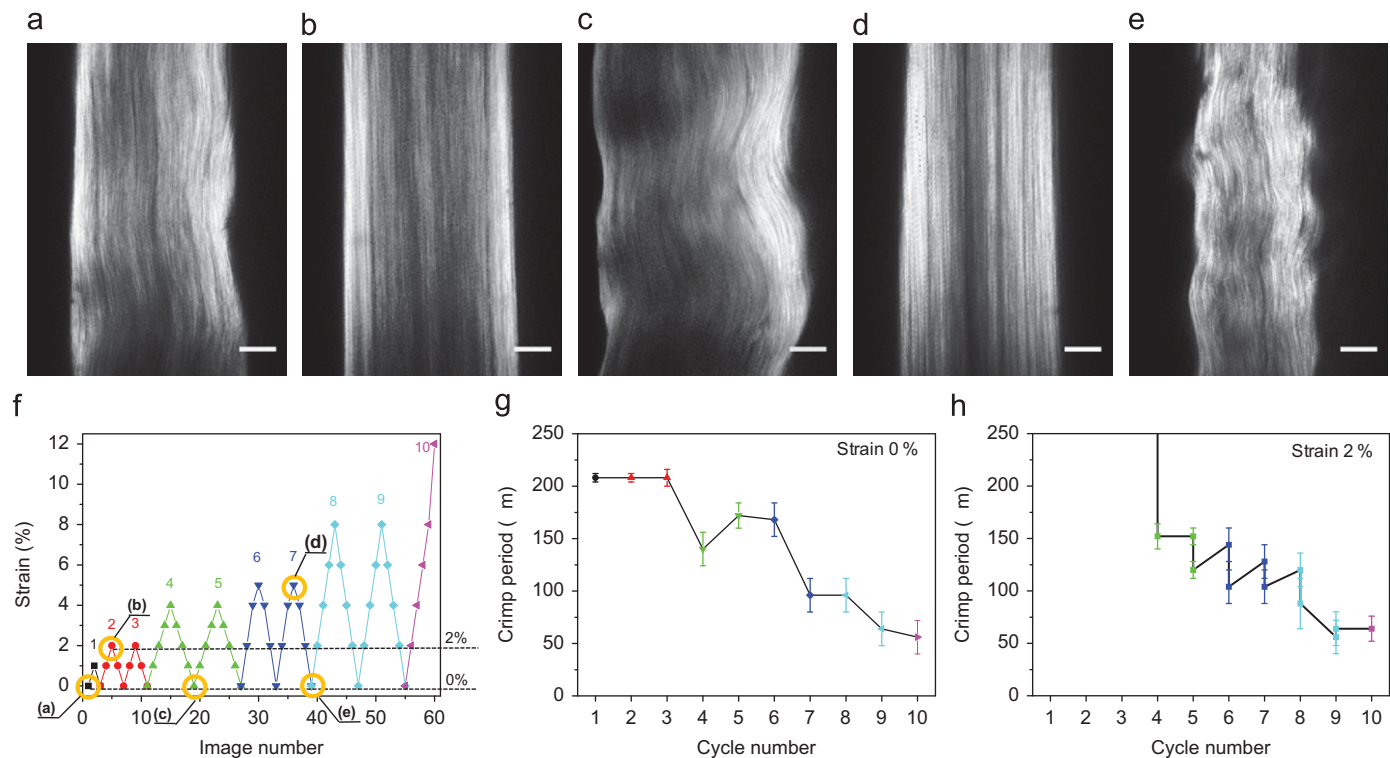 a b c d e
f g h
Strain (%)
12
10
8
6
4
2
0
0 10 20 30 40 50 60
Image number
1 2 3 4 5 6 7 8 9 10
(a) (b) (c) (d) (e)
2%
0%
Crimp period ( m)
250
200
150
100
50
0
Strain 0 %
1 2 3 4 5 6 7 8 9 10
Cycle number
Crimp period ( m)
250
200
150
100
50
0
Strain 2 %
1 2 3 4 5 6 7 8 9 10
Cycle number